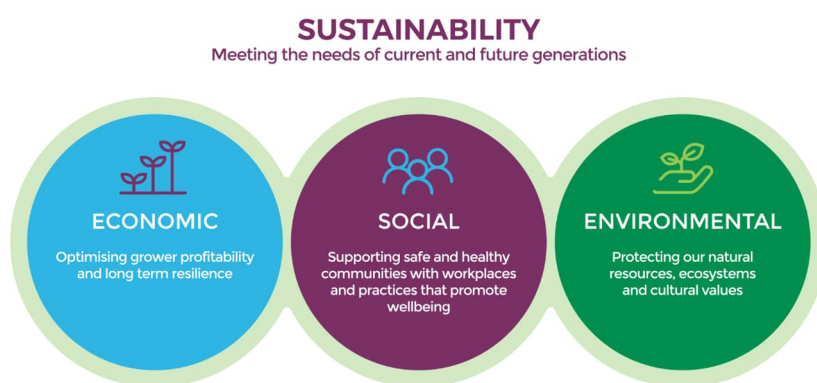 SUSTAINABILITY
Meeting the needs of current and future generations
ECONOMIC
Optimising grower profitability
and long term resilience
SOCIAL
Supporting safe and healthy
communities with workplaces
and practices that promote
wellbeing
ENVIRONMENTAL
Protecting our natural
resources, ecosystems
and cultural values